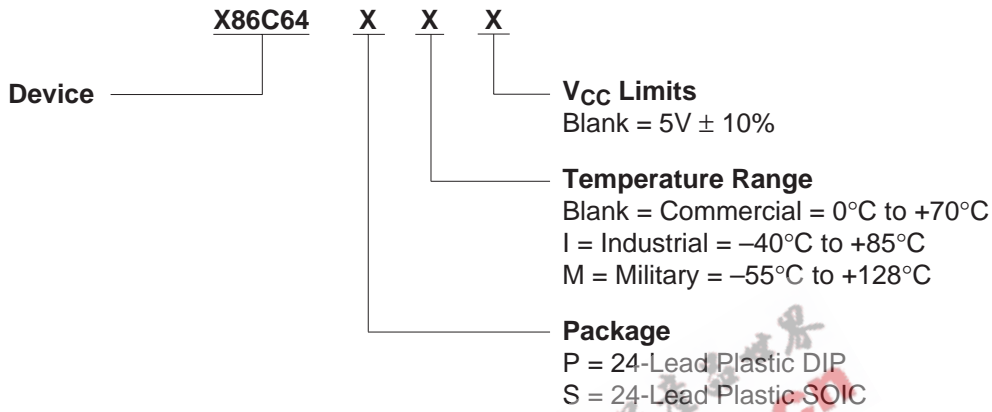 X86C64 X X X
Device
VCC Limits
Blank = 5V ± 10%
Temperature Range
Blank = Commercial = 0°C to +70°C
I = Industrial = –40°C to +85°C
M = Military = –55°C to +128°C
Package
P = 24-Lead Plastic DIP
S = 24-Lead Plastic SOIC